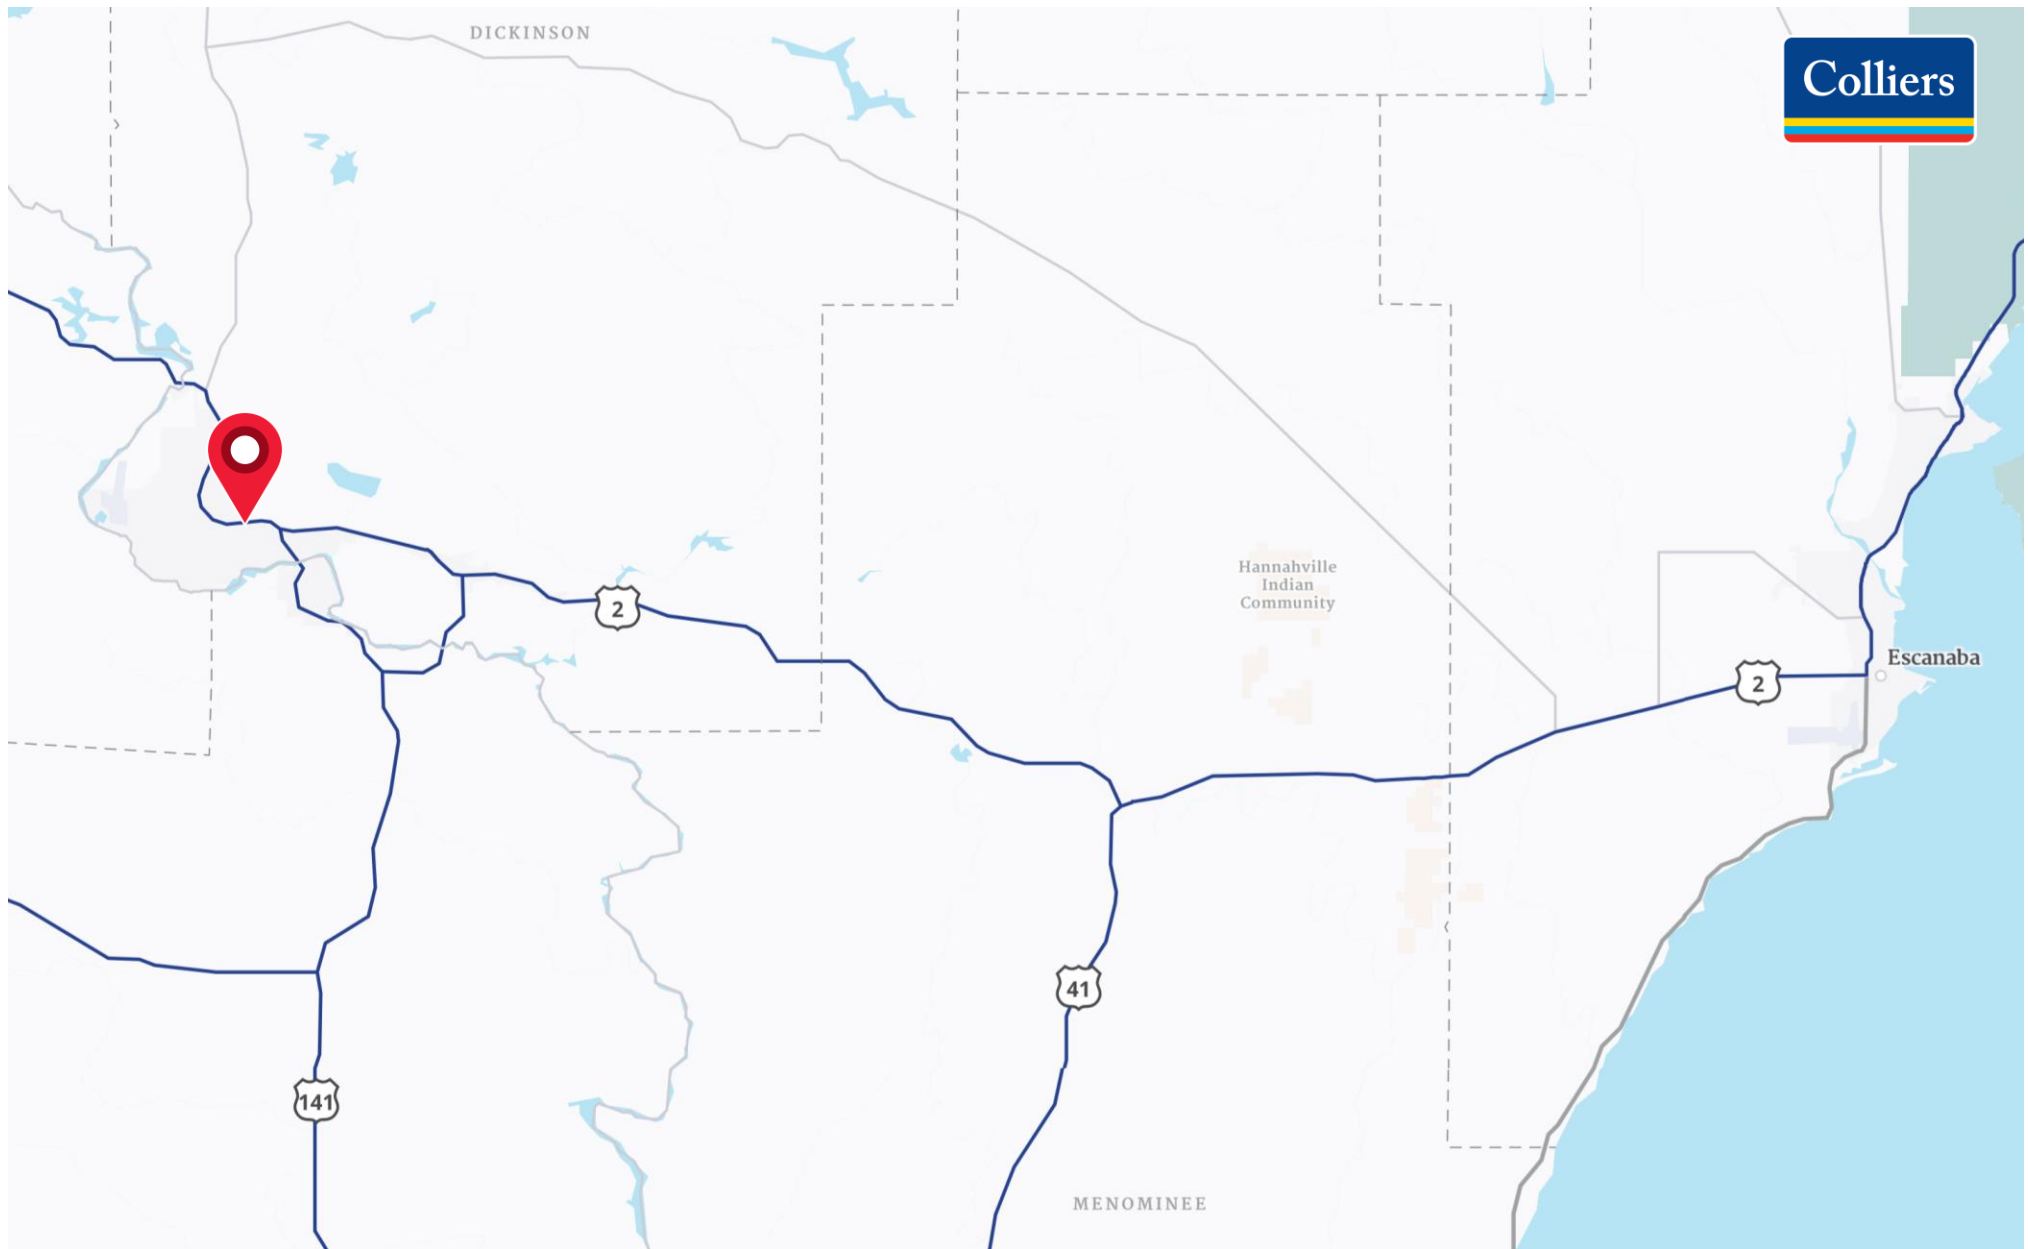 DICKINSON
Colliers
Hannahville
Indian
Community
2
Escanaba
2
41
141
MENOMINEE